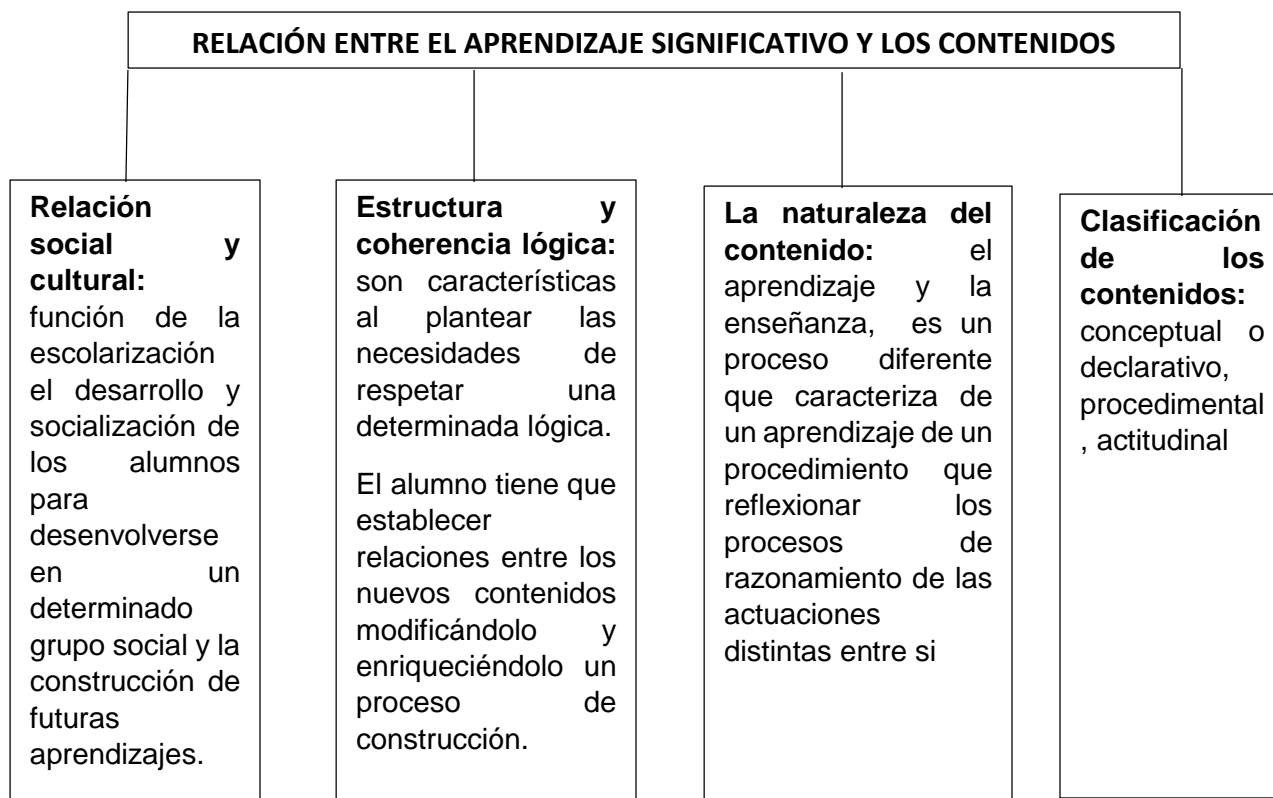 RELACIÓN ENTRE EL APRENDIZAJE SIGNIFICATIVO Y LOS CONTENIDOS
Relación
social y
cultural:
función de la
escolarización
el desarrollo y
socialización de
los alumnos
para
desenvolverse
en un
determinado
grupo social y la
construcción de
futuras
aprendizajes.
Estructura y
coherencia lógica:
son características
al plantear las
necesidades de
respetar una
determinada lógica.
El alumno tiene que
establecer
relaciones entre los
nuevos contenidos
modificándolo y
enriqueciéndolo un
proceso de
construcción.
La naturaleza del
contenido: el
aprendizaje y la
enseñanza, es un
proceso diferente
que caracteriza de
un aprendizaje de un
procedimiento que
reflexionar los
procesos de
razonamiento de las
actuaciones
distintas entre si
Clasificación
de los
contenidos:
conceptual o
declarativo,
procedimental
, actitudinal